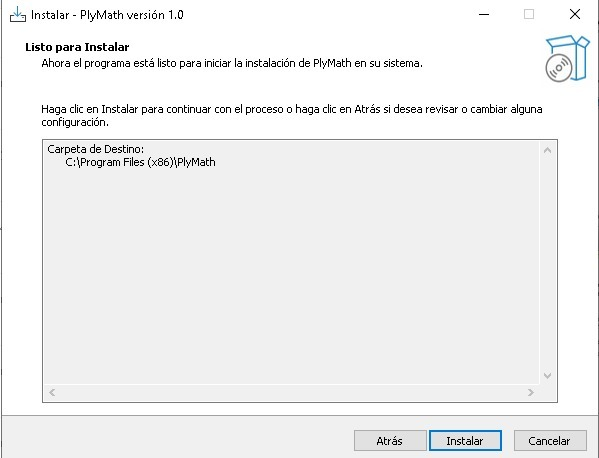 Instalar - PlyMath versión 1.0
Listo para Instalar
Ahora el programa está listo para iniciar la instalación de PlyMath en su sistema.
Haga clic en Instalar para continuar con el proceso o haga clic en Atrás si desea revisar o cambiar alguna
configuración.
Carpeta de Destino:
C:\Program Files (x86)\PlyMath
Atrás
Instalar
Cancelar